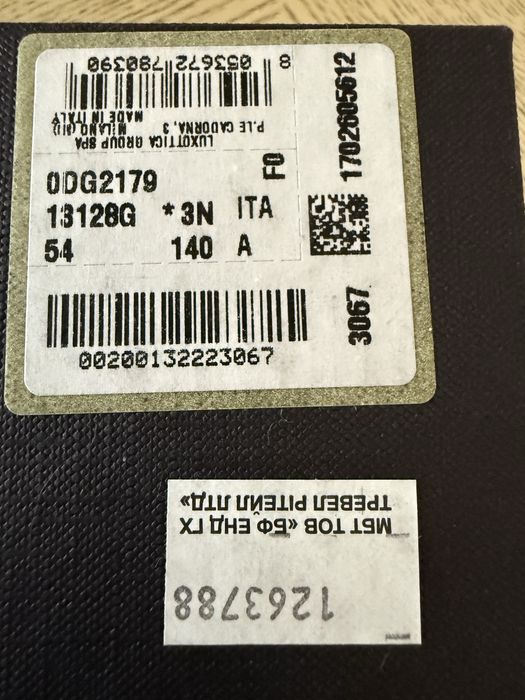 LUXOTTICA GROUP SPA
P.LE CADORNA, 3 MILANO (MI)
MADE IN ITALY
8 053672 780390
0DG2179 F0
13128G *3N ITA
54 140 A
1702605612
3067
00200132223067
МБТ ТОВ «БФ ЕНД ГХ
ТРЕВЕЛ РІТЕЙЛ ЛТД»
1263788